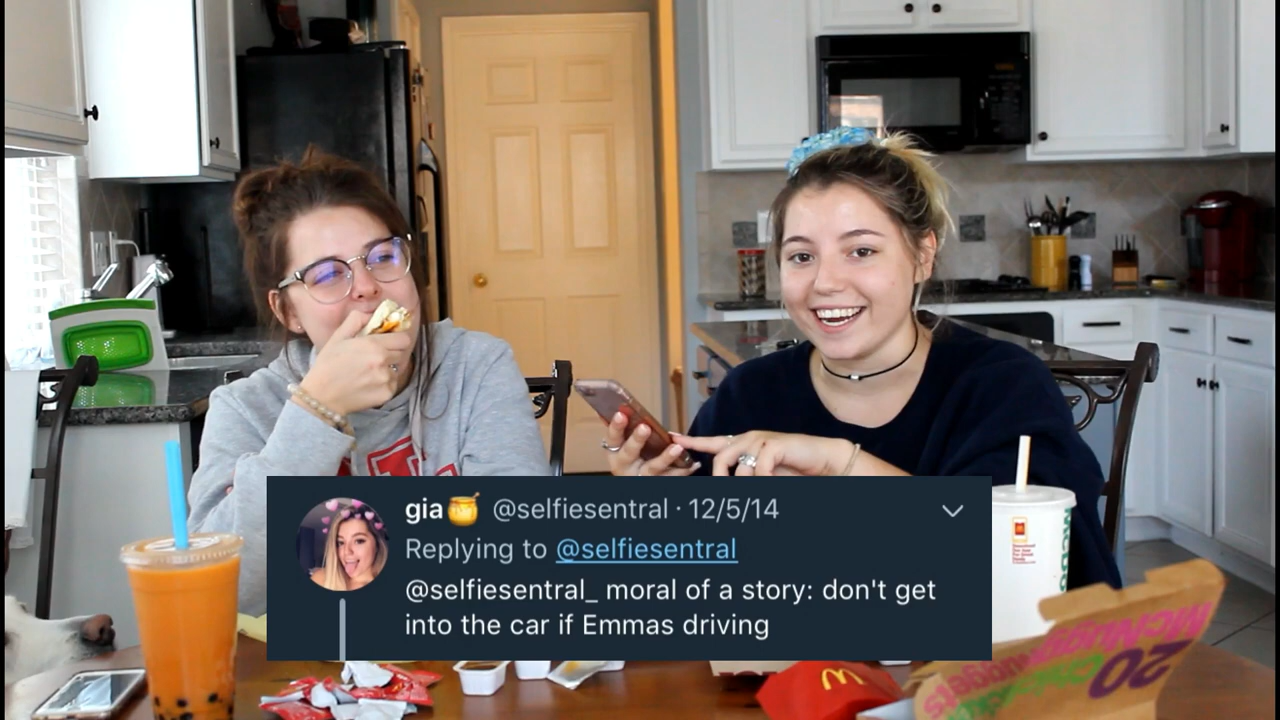 gia🍯 @selfiesentral · 12/5/14
Replying to @selfiesentral
@selfiesentral_ moral of a story: don't get
into the car if Emmas driving
20
McNuggets